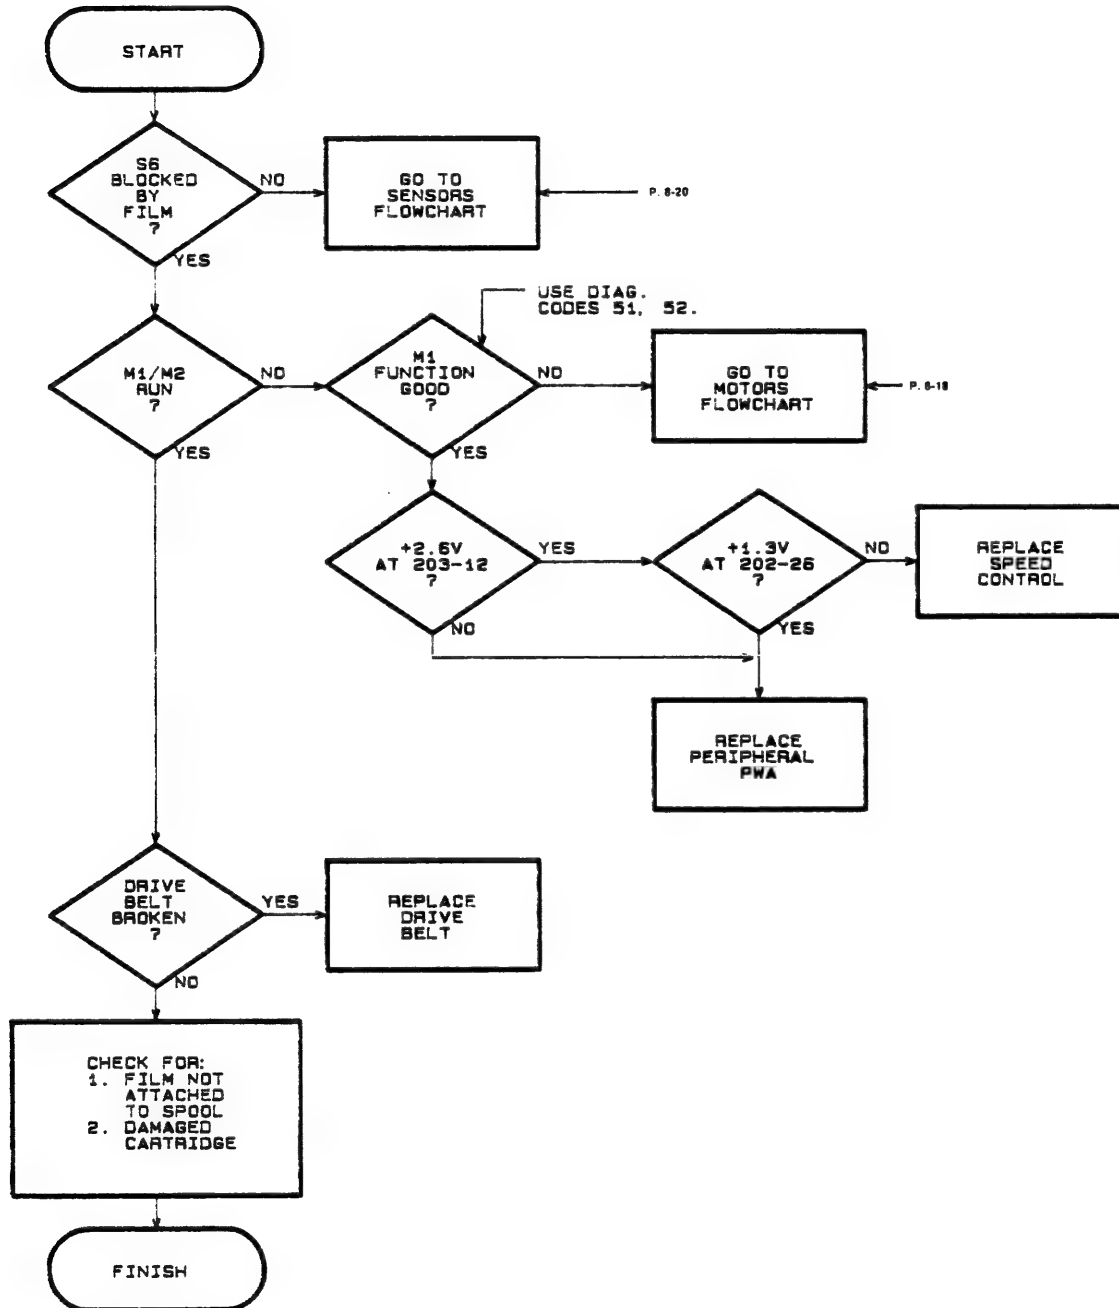 START
S6
BLOCKED
BY
FILM
?
NO
YES
GO TO
SENSORS
FLOWCHART
P. 6-20
M1/M2
RUN
?
NO
YES
USE DIAG.
CODES 51, 52.
M1
FUNCTION
GOOD
?
NO
YES
GO TO
MOTORS
FLOWCHART
+2.6V
AT 203-12
?
YES
NO
+1.3V
AT 202-26
?
NO
YES
REPLACE
SPEED
CONTROL
REPLACE
PERIPHERAL
PWA
DRIVE
BELT
BROKEN
?
YES
NO
REPLACE
DRIVE
BELT
CHECK FOR:
1. FILM NOT
ATTACHED
TO SPOOL
2. DAMAGED
CARTRIDGE
FINISH